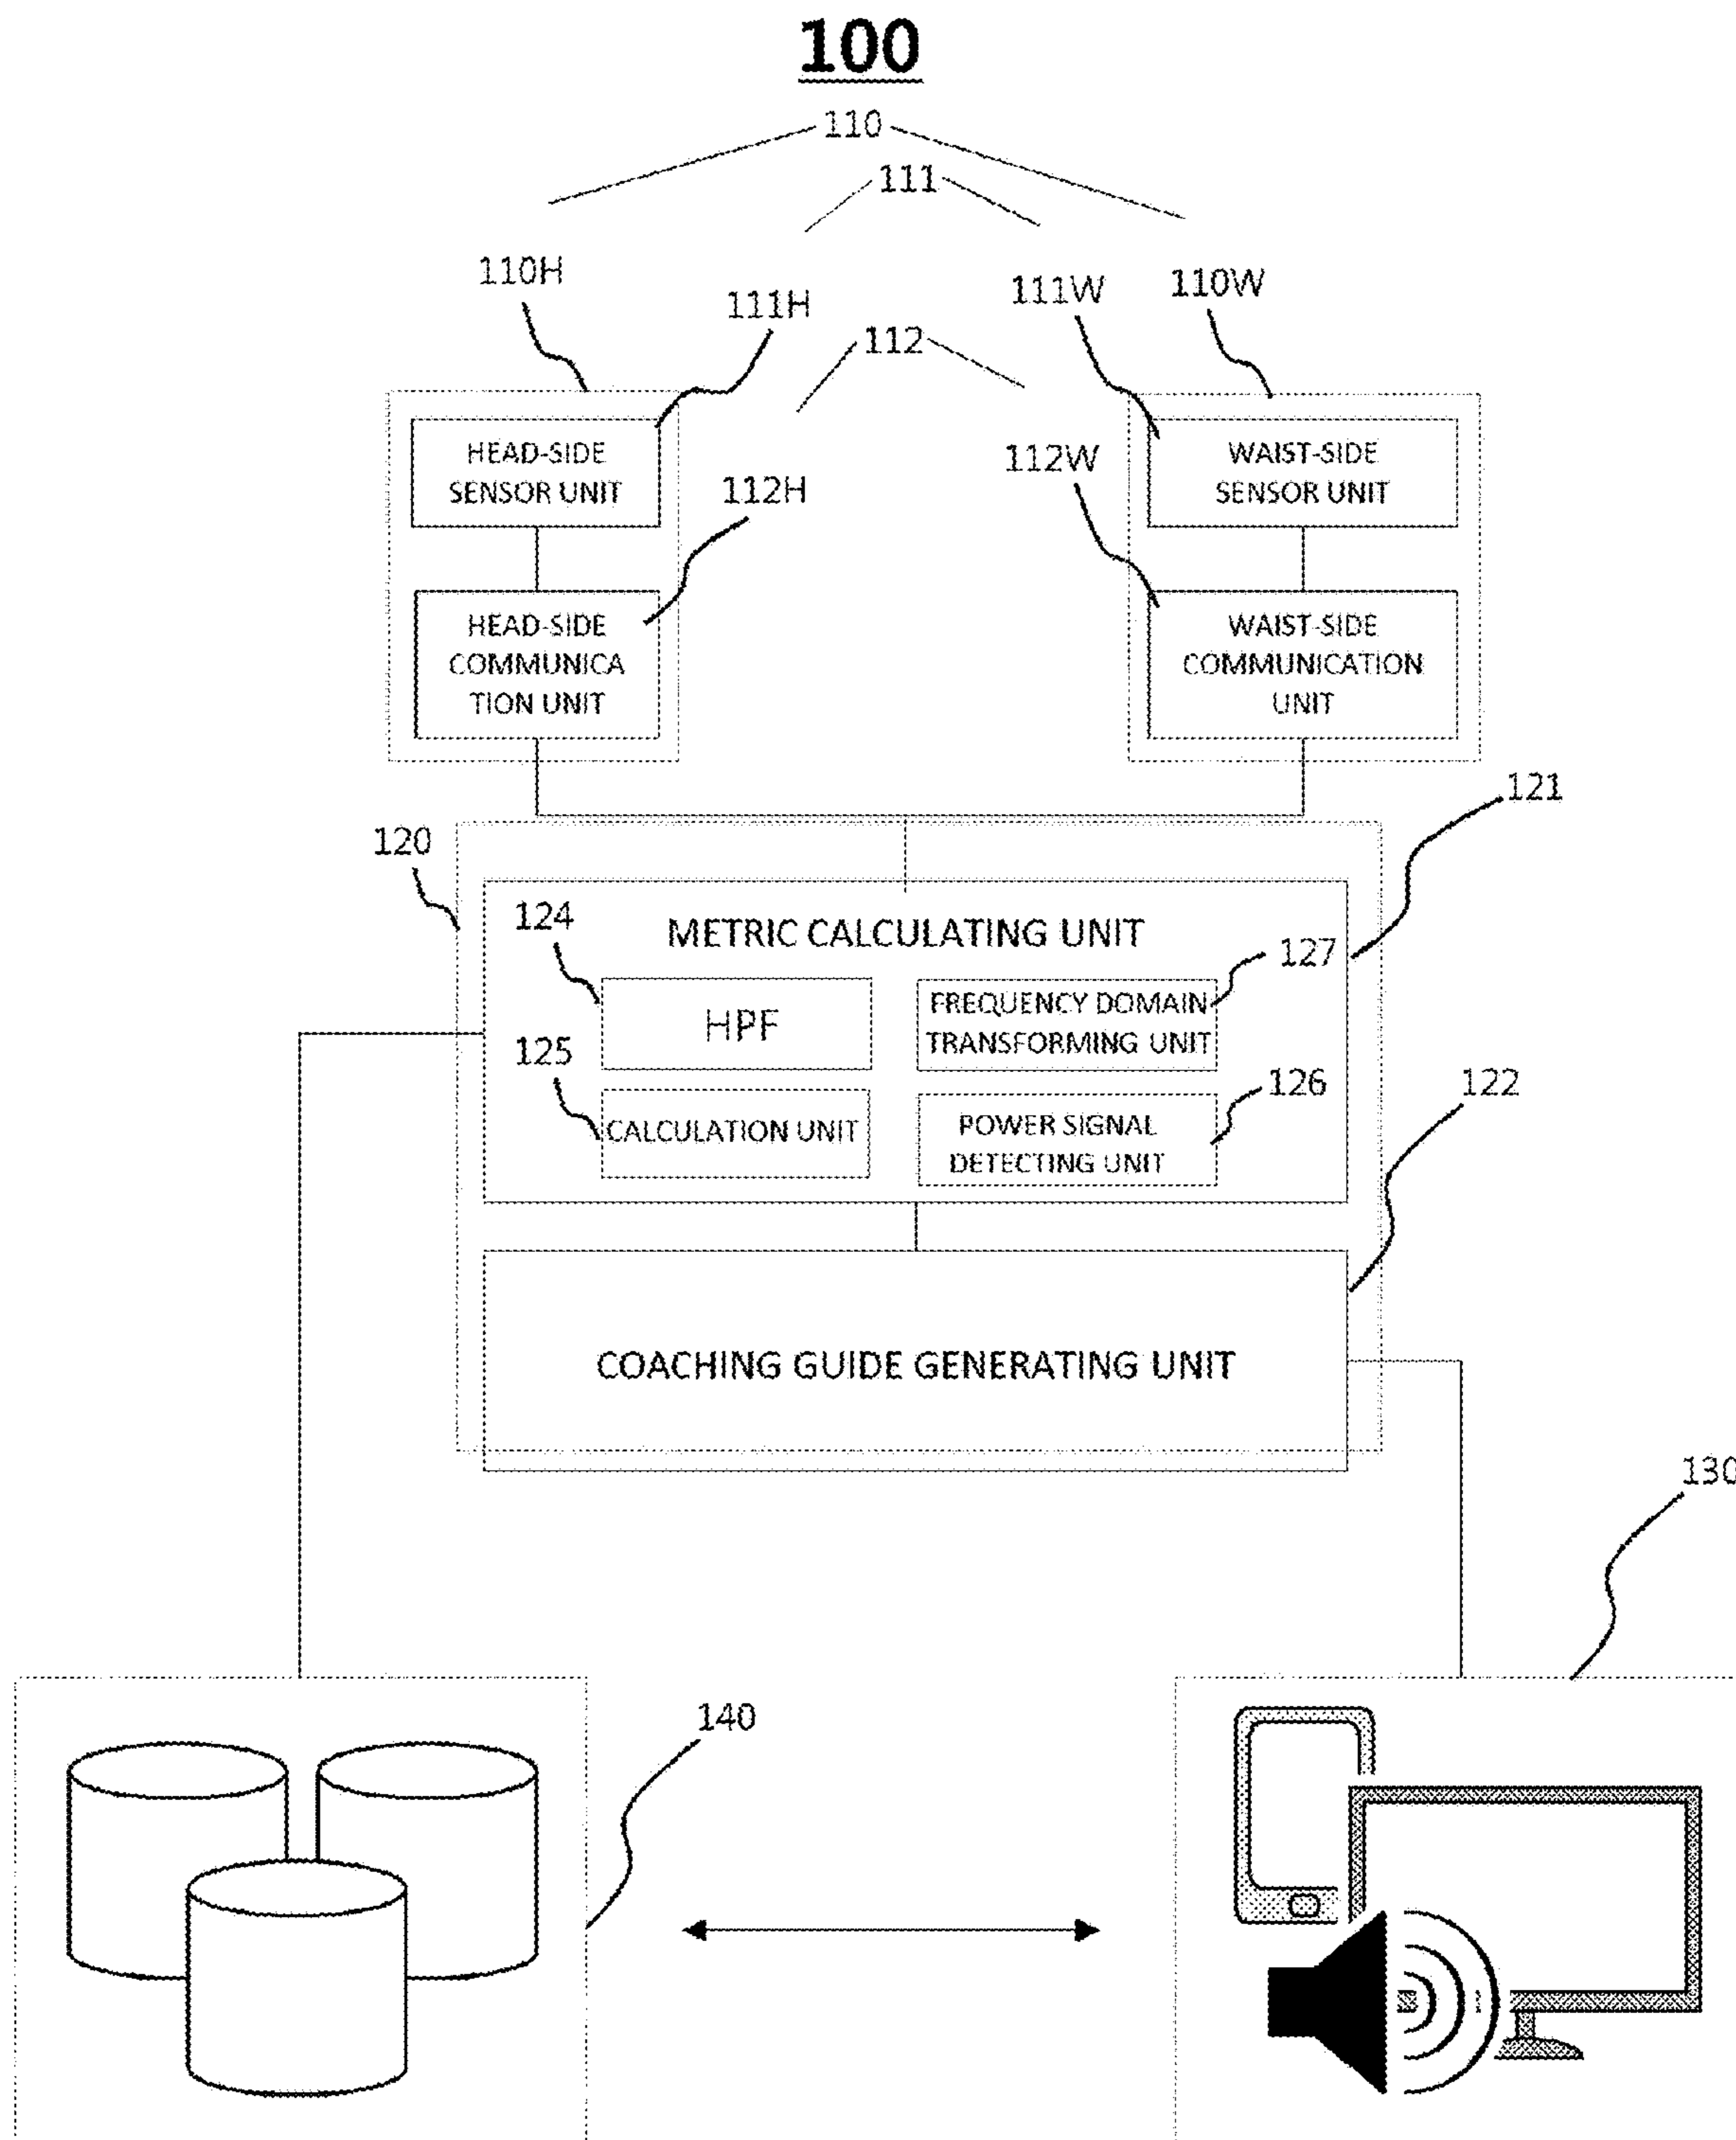 100
110
111
110H
111H
111W
110W
112
HEAD-SIDE
SENSOR UNIT
WAIST-SIDE
SENSOR UNIT
112W
112H
HEAD-SIDE
COMMUNICA
TION UNIT
WAIST-SIDE
COMMUNICATION
UNIT
121
120
124
METRIC CALCULATING UNIT
127
HPF
FREQUENCY DOMAIN
TRANSFORMING UNIT
125
126
122
CALCULATION UNIT
POWER SIGNAL
DETECTING UNIT
COACHING GUIDE GENERATING UNIT
130
140